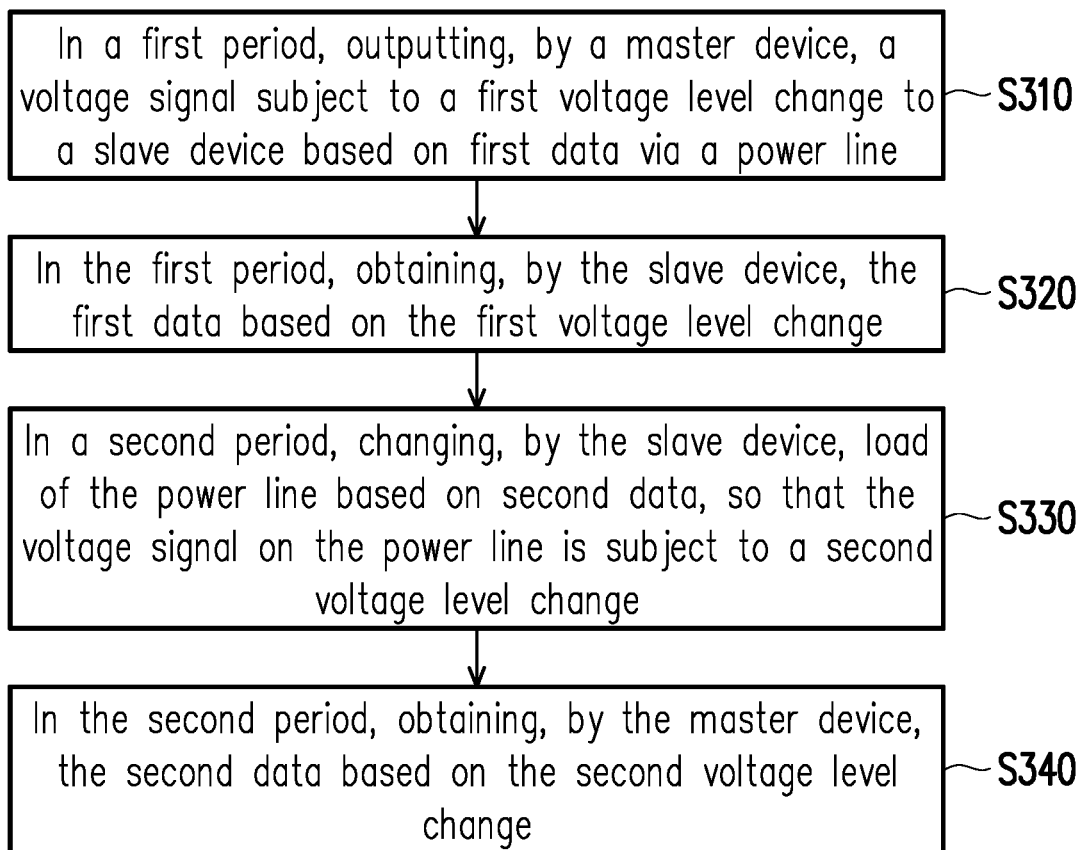 In a first period, outputting, by a master device, a
voltage signal subject to a first voltage level change to
a slave device based on first data via a power line
S310
In the first period, obtaining, by the slave device, the
first data based on the first voltage level change
S320
In a second period, changing, by the slave device, load
of the power line based on second data, so that the
voltage signal on the power line is subject to a second
voltage level change
S330
In the second period, obtaining, by the master device,
the second data based on the second voltage level
change
S340